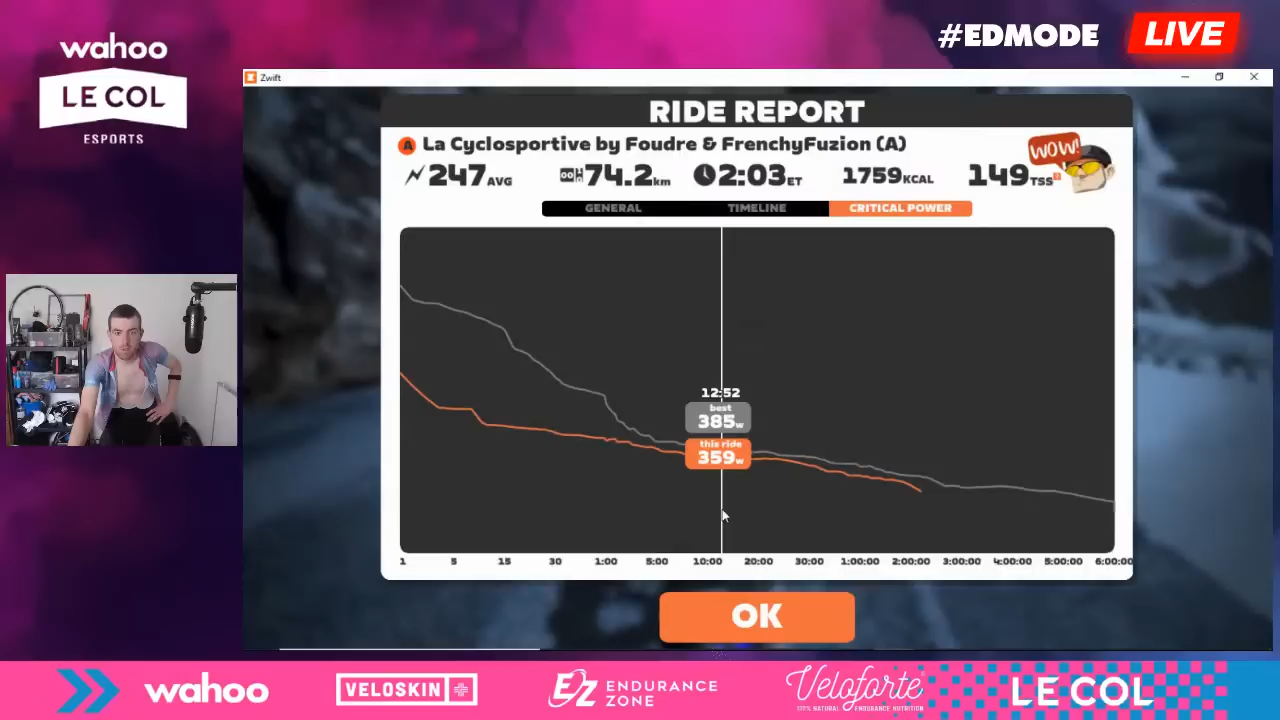 wahoo
LE COL
ESPORTS
#EDMODE
LIVE
Zwift
RIDE REPORT
A La Cyclosportive by Foudre & FrenchyFuzion (A)
247 AVG 74.2 km 2:03 ET 1759 KCAL 149 TSS
WOW!
GENERAL TIMELINE CRITICAL POWER
12:52
best
385w
this ride
359w
1 5 15 30 1:00 5:00 10:00 20:00 30:00 1:00:00 2:00:00 3:00:00 4:00:00 5:00:00 6:00:00
OK
wahoo
VELOSKIN
EZ ENDURANCE ZONE
Veloforte
100% NATURAL ENDURANCE NUTRITION
LE COL